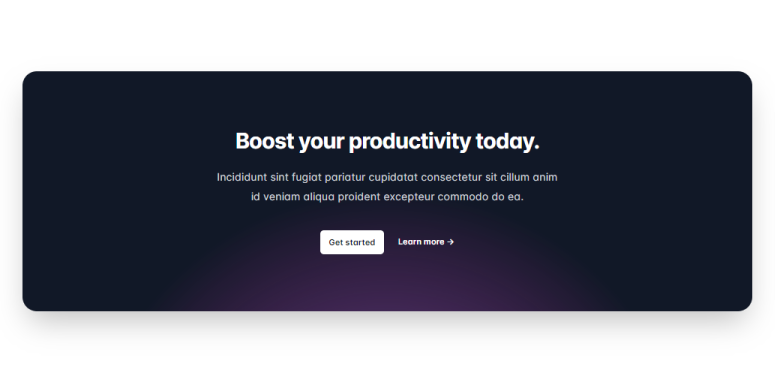 Boost your productivity today.
Incididunt sint fugiat pariatur cupidatat consectetur sit cillum anim
id veniam aliqua proident excepteur commodo do ea.
Get started
Learn more →